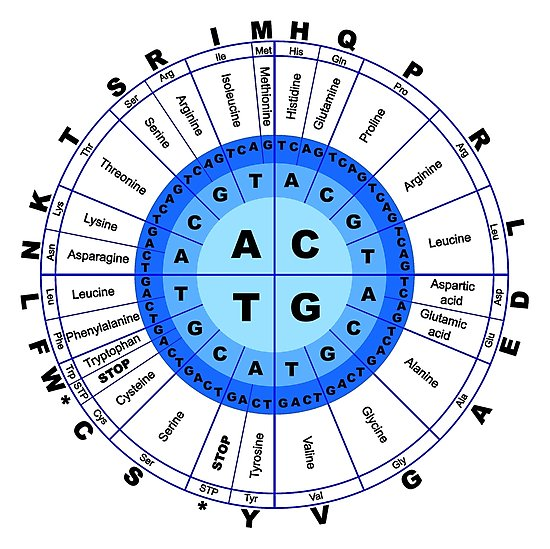 M H Q P R L D E A G V Y * S C * W F L N K T S R I
Met His Gln Pro Arg Leu Asp Glu Ala Gly Val Tyr STP Ser Cys STP Trp Phe Leu Asn Lys Thr Ser Arg Ile
Methionine
Histidine
Glutamine
Proline
Arginine
Leucine
Aspartic
acid
Glutamic
acid
Alanine
Glycine
Valine
Tyrosine
STOP
Serine
Cysteine
STOP
Tryptophan
Phenylalanine
Leucine
Asparagine
Lysine
Threonine
Serine
Arginine
Isoleucine
T C A G T C A G T C A G T C A G T C A G T C A G T C A G T C A G T C A G T C A G T C A G T C A G T C A G T C A G T C A G T C A G
A C G T A C G T A C G T A C G T
A C
T G